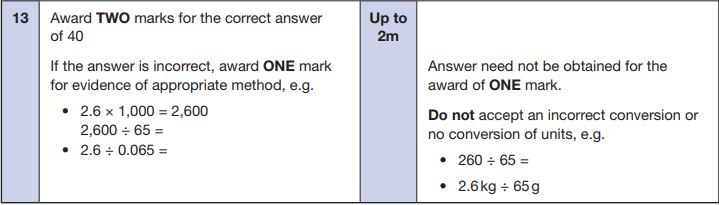 13
Award TWO marks for the correct answer
of 40
If the answer is incorrect, award ONE mark
for evidence of appropriate method, e.g.
• 2.6 × 1,000 = 2,600
2,600 ÷ 65 =
• 2.6 ÷ 0.065 =
Up to
2m
Answer need not be obtained for the
award of ONE mark.
Do not accept an incorrect conversion or
no conversion of units, e.g.
• 260 ÷ 65 =
• 2.6 kg ÷ 65 g